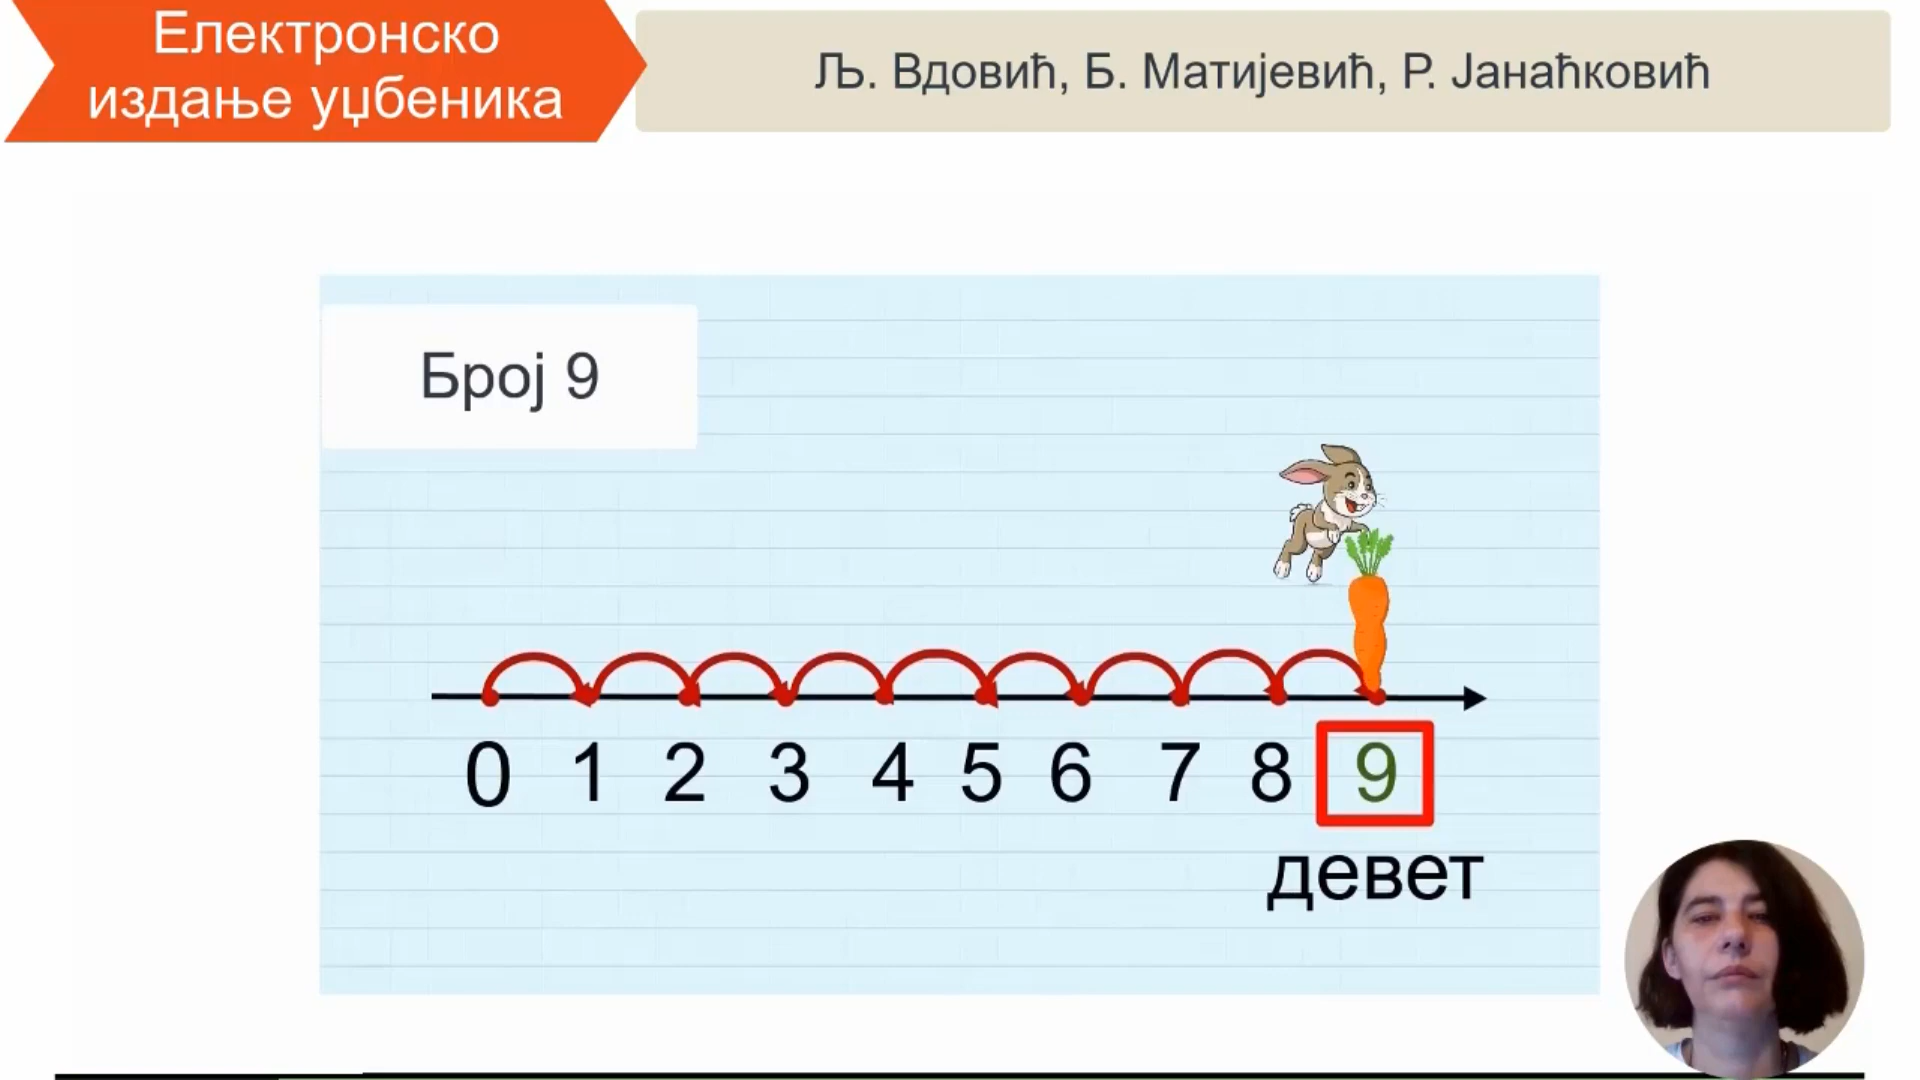 Електронско
издање уџбеника
Љ. Вдовић, Б. Матијевић, Р. Јанаћковић
Број 9
0 1 2 3 4 5 6 7 8 9
девет